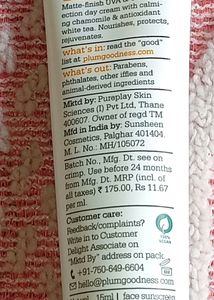 Matte-finish UVA &
ection day cream with calm-
ng chamomile & antioxidant
white tea. Nourishes, protects,
rejuvenates.
what's in: read the "good"
list at plumgoodness.com
what's out: Parabens,
phthalates, other iffies and
animal-derived ingredients
Mktd by: Pureplay Skin
Sciences (I) Pvt Ltd, Thane
400607. Owner of regd TM
Mfd in India by: Sunsheen
Cosmetics, Palghar 401404.
M. L. No.: MH/105072
Batch No., Mfg. Dt. see on
crimp. Use before 24 months
from Mfg. Dt. MRP (incl. of
all taxes) ₹ 175.00, Rs 11.67
per ml.
Customer care:
Feedback/complaints?
Write in to Customer
Delight Associate on
"Mktd By" address on pack
+91-760-649-6604
hello@plumgoodness.com
100%
VEGAN
15ml | face sunscreen